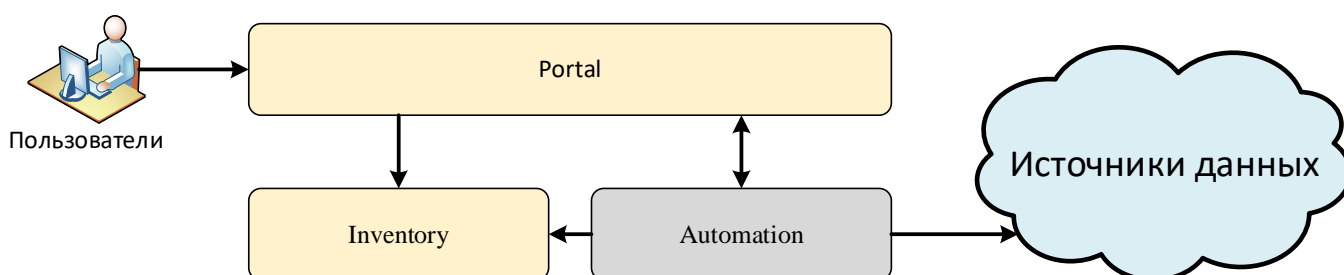 Portal
Пользователи
Источники данных
Inventory
Automation